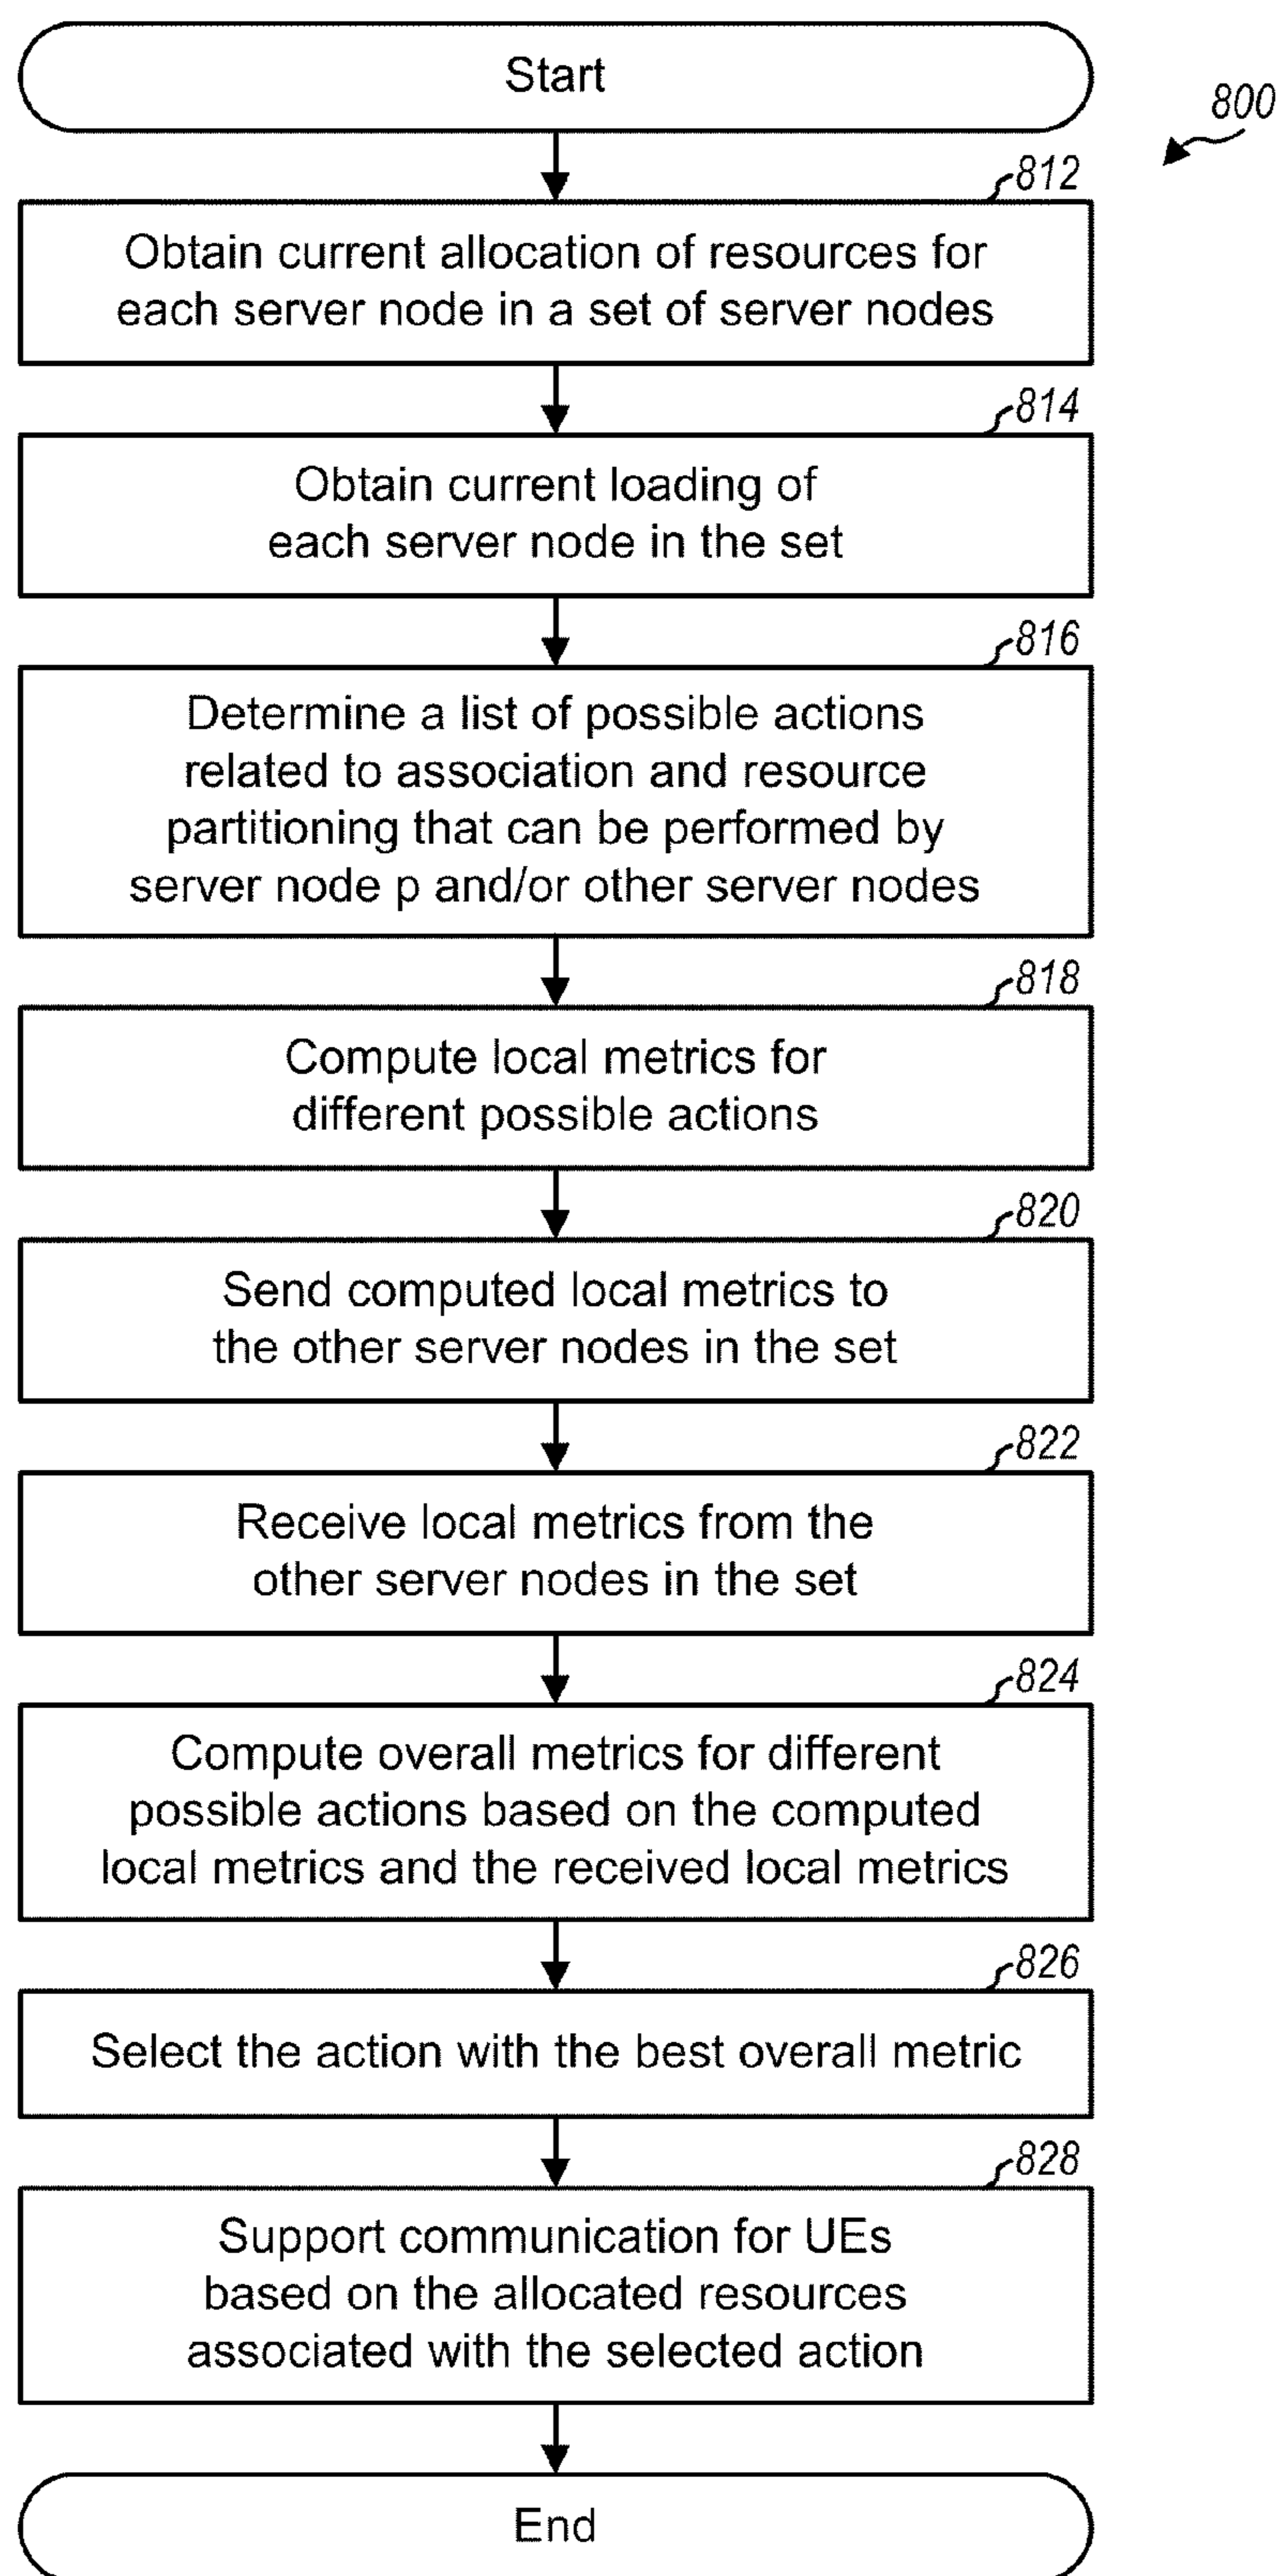 Start
800
812
Obtain current allocation of resources for
each server node in a set of server nodes
814
Obtain current loading of
each server node in the set
816
Determine a list of possible actions
related to association and resource
partitioning that can be performed by
server node p and/or other server nodes
818
Compute local metrics for
different possible actions
820
Send computed local metrics to
the other server nodes in the set
822
Receive local metrics from the
other server nodes in the set
824
Compute overall metrics for different
possible actions based on the computed
local metrics and the received local metrics
826
Select the action with the best overall metric
828
Support communication for UEs
based on the allocated resources
associated with the selected action
End